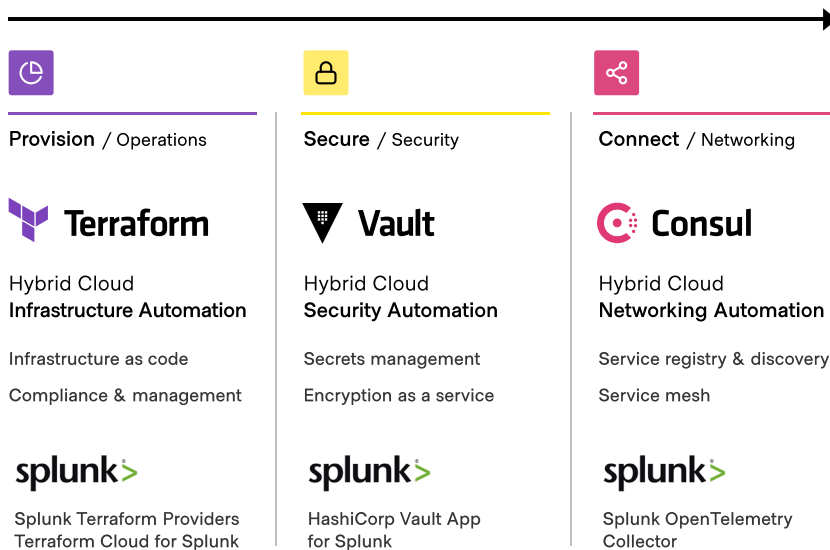 Provision / Operations
Terraform
Hybrid Cloud
Infrastructure Automation
Infrastructure as code
Compliance & management
splunk>
Splunk Terraform Providers
Terraform Cloud for Splunk
Secure / Security
Vault
Hybrid Cloud
Security Automation
Secrets management
Encryption as a service
splunk>
HashiCorp Vault App
for Splunk
Connect / Networking
Consul
Hybrid Cloud
Networking Automation
Service registry & discovery
Service mesh
splunk>
Splunk OpenTelemetry
Collector